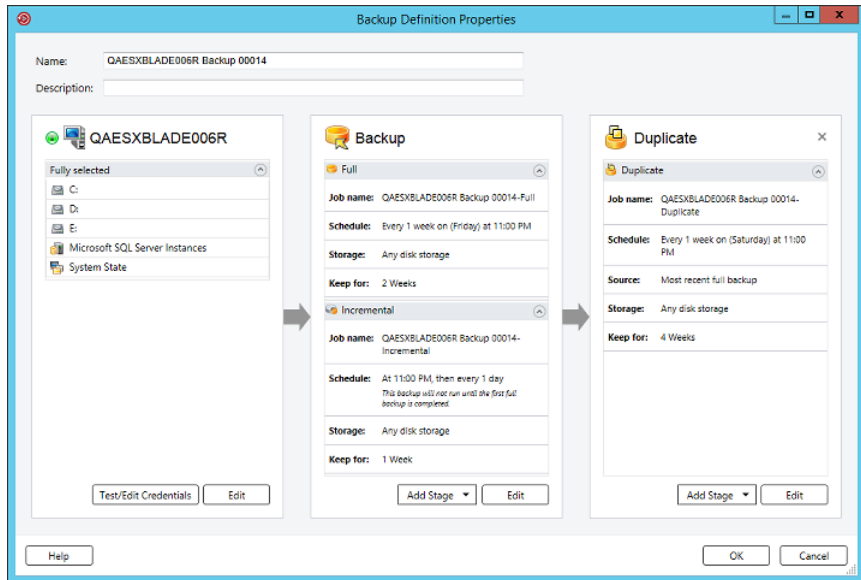 Backup Definition Properties
Name: QAESXBLADE006R Backup 00014
Description:
QAESXBLADE006R
Fully selected
C:
D:
E:
Microsoft SQL Server Instances
System State
Test/Edit Credentials
Edit
Backup
Full
Job name: QAESXBLADE006R Backup 00014-Full
Schedule: Every 1 week on (Friday) at 11:00 PM
Storage: Any disk storage
Keep for: 2 Weeks
Incremental
Job name: QAESXBLADE006R Backup 00014-
Incremental
Schedule: At 11:00 PM, then every 1 day
This backup will not run until the first full
backup is completed.
Storage: Any disk storage
Keep for: 1 Week
Add Stage
Edit
Duplicate
Duplicate
Job name: QAESXBLADE006R Backup 00014-
Duplicate
Schedule: Every 1 week on (Saturday) at 11:00
PM
Source: Most recent full backup
Storage: Any disk storage
Keep for: 4 Weeks
Add Stage
Edit
Help
OK
Cancel